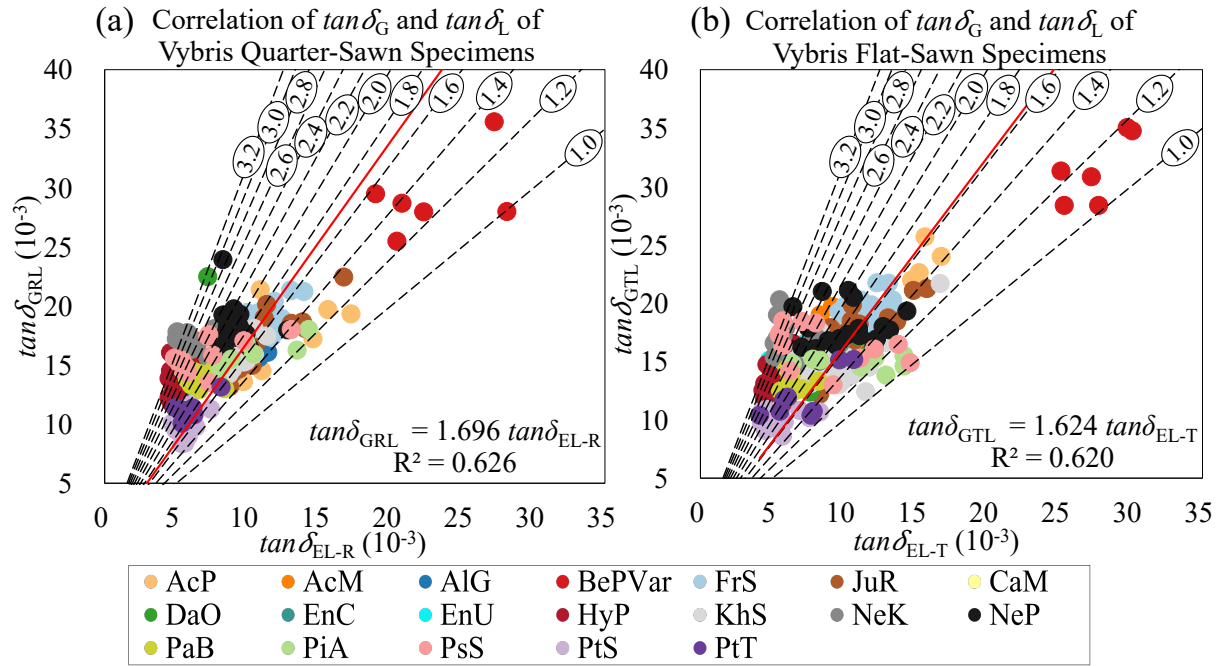 (a) Correlation of tanδG and tanδL of
Vybris Quarter-Sawn Specimens
(b) Correlation of tanδG and tanδL of
Vybris Flat-Sawn Specimens
40
35
30
25
20
15
10
5
tanδGRL (10⁻³)
3.2
3.0
2.8
2.6
2.4
2.2
2.0
1.8
1.6
1.4
1.2
1.0
tanδGRL = 1.696 tanδEL-R
R² = 0.626
0 5 10 15 20 25 30 35
tanδEL-R (10⁻³)
40
35
30
25
20
15
10
5
tanδGTL (10⁻³)
3.2
3.0
2.8
2.6
2.4
2.2
2.0
1.8
1.6
1.4
1.2
1.0
tanδGTL = 1.624 tanδEL-T
R² = 0.620
0 5 10 15 20 25 30 35
tanδEL-T (10⁻³)
AcP AcM AlG BePVar FrS JuR CaM
DaO EnC EnU HyP KhS NeK NeP
PaB PiA PsS PtS PtT